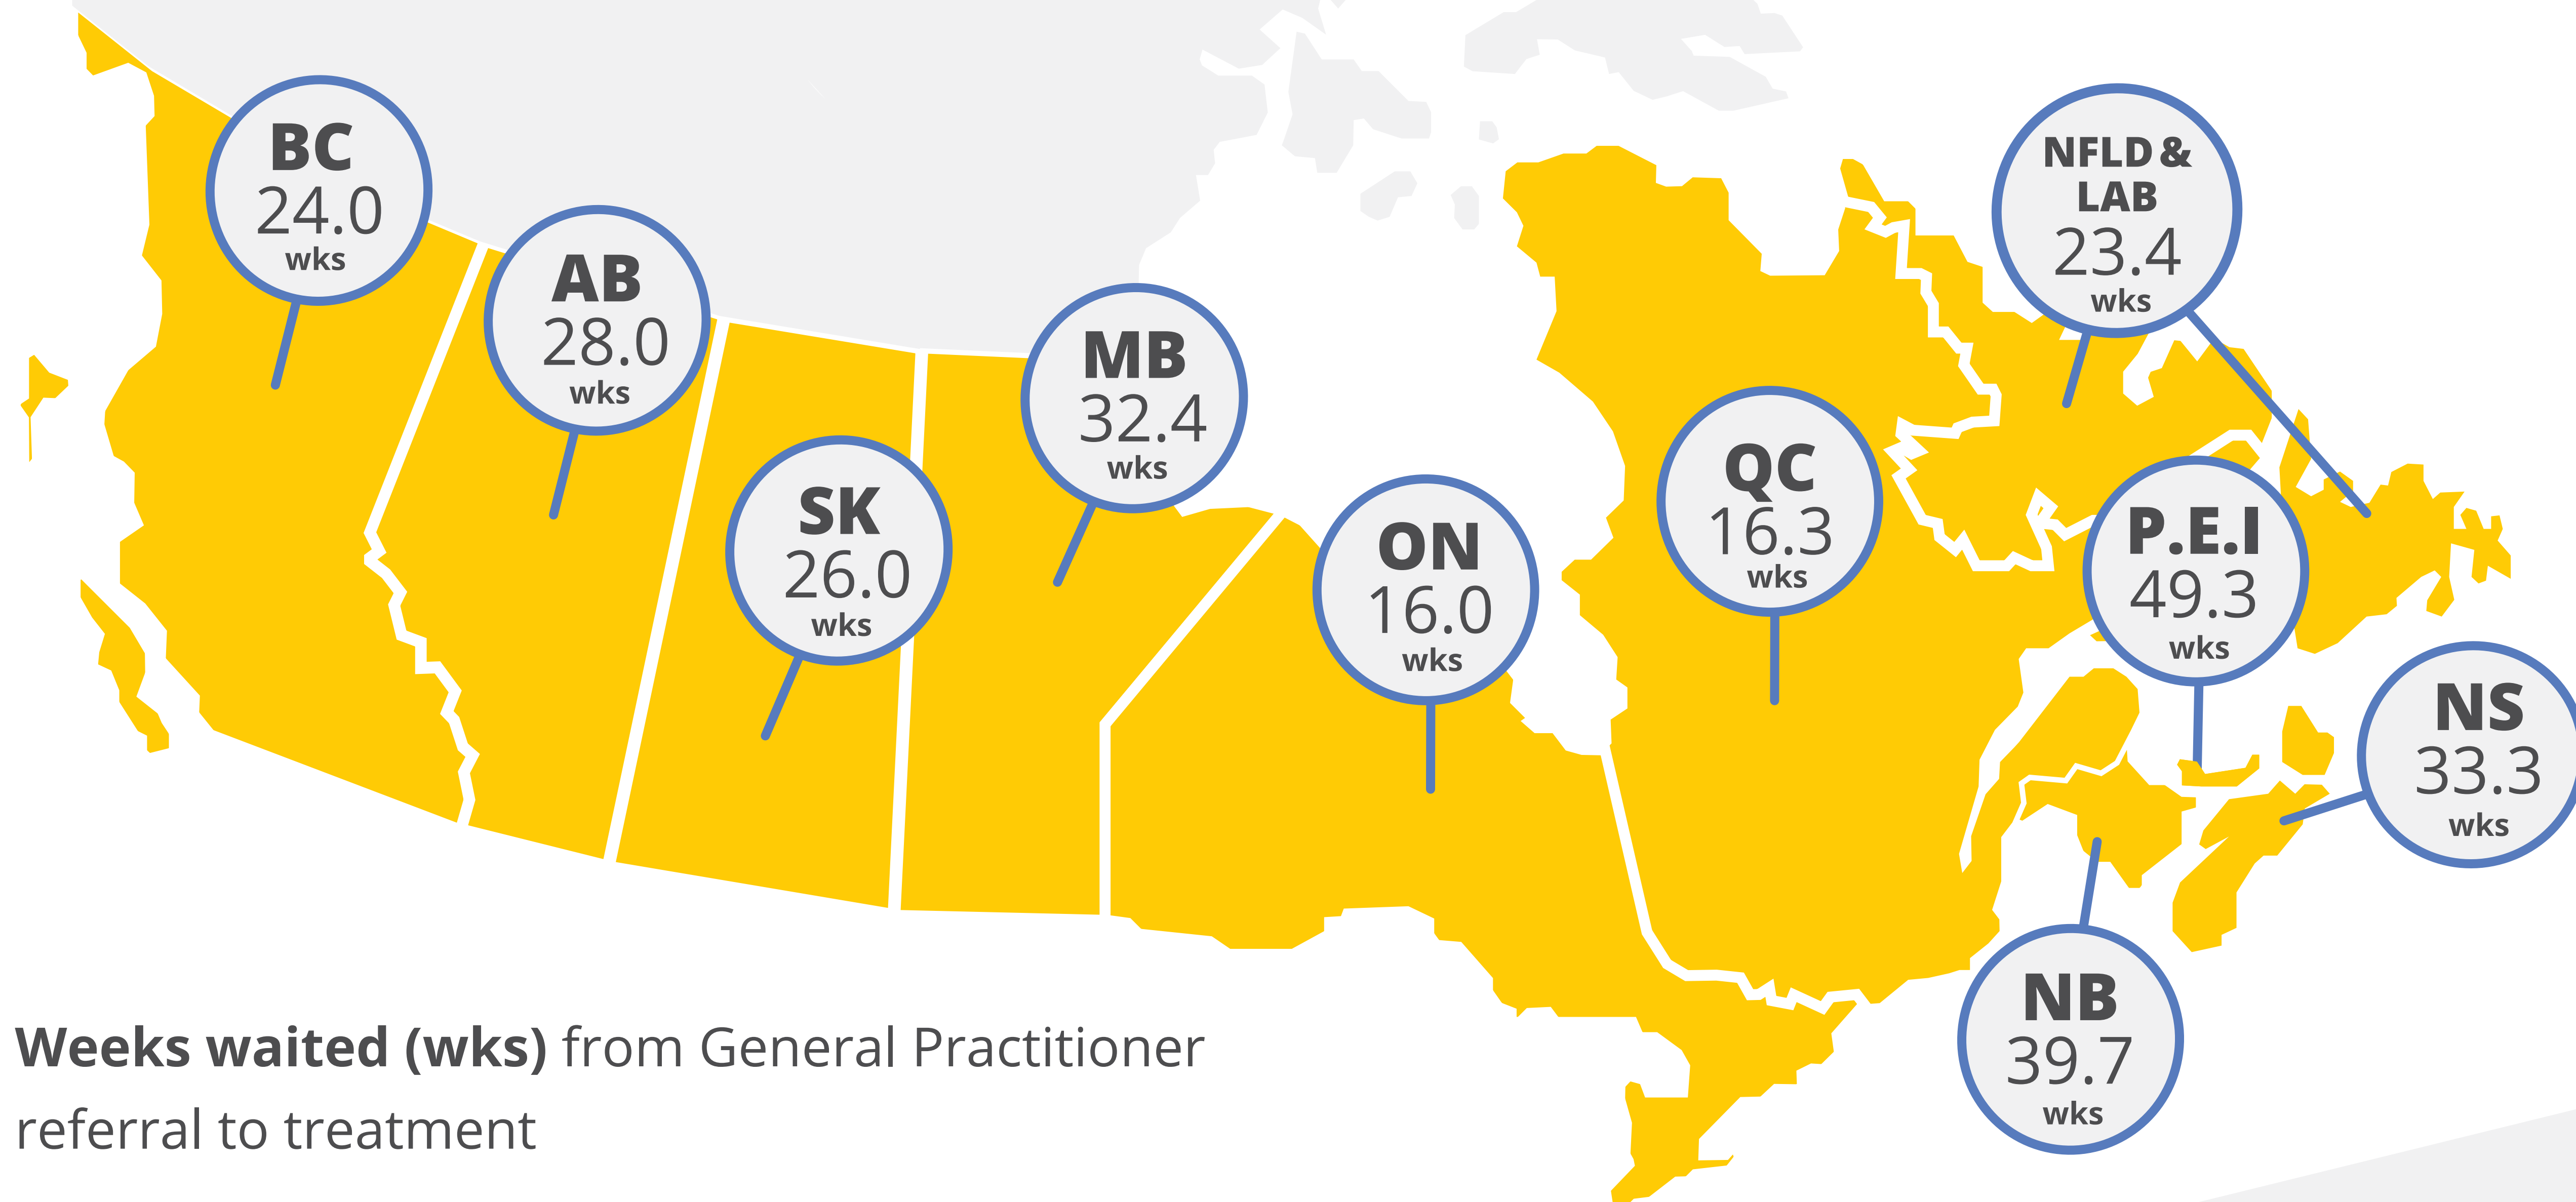 BC
24.0
wks
AB
28.0
wks
SK
26.0
wks
MB
32.4
wks
ON
16.0
wks
QC
16.3
wks
NFLD &
LAB
23.4
wks
P.E.I
49.3
wks
NS
33.3
wks
NB
39.7
wks
Weeks waited (wks) from General Practitioner
referral to treatment